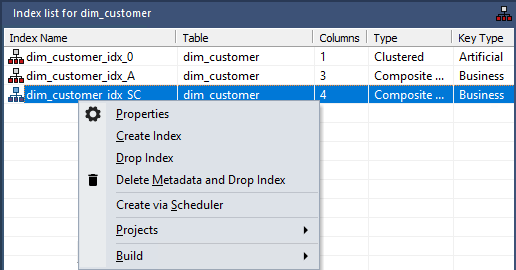 Index list for dim_customer
Index Name Table Columns Type Key Type
dim_customer_idx_0 dim_customer 1 Clustered Artificial
dim_customer_idx_A dim_customer 3 Composite ... Business
dim_customer_idx_SC dim_customer 4 Composite ... Business
Properties
Create Index
Drop Index
Delete Metadata and Drop Index
Create via Scheduler
Projects
Build